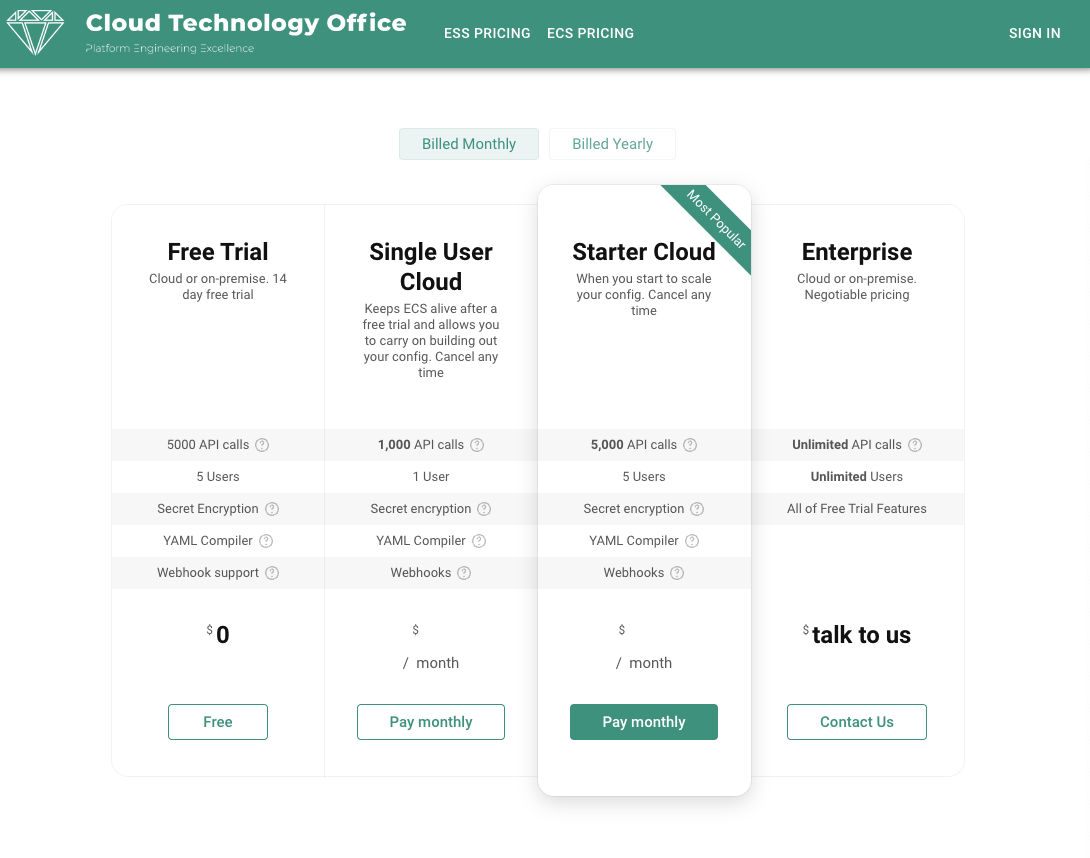 Cloud Technology Office
Platform Engineering Excellence
ESS PRICING
ECS PRICING
SIGN IN
Billed Monthly
Billed Yearly
Free Trial
Cloud or on-premise. 14
day free trial
5000 API calls
5 Users
Secret Encryption
YAML Compiler
Webhook support
$0
Free
Single User
Cloud
Keeps ECS alive after a
free trial and allows you
to carry on building out
your config. Cancel any
time
1,000 API calls
1 User
Secret encryption
YAML Compiler
Webhooks
$
/ month
Pay monthly
Most Popular
Starter Cloud
When you start to scale
your config. Cancel any
time
5,000 API calls
5 Users
Secret encryption
YAML Compiler
Webhooks
$
/ month
Pay monthly
Enterprise
Cloud or on-premise.
Negotiable pricing
Unlimited API calls
Unlimited Users
All of Free Trial Features
$talk to us
Contact Us